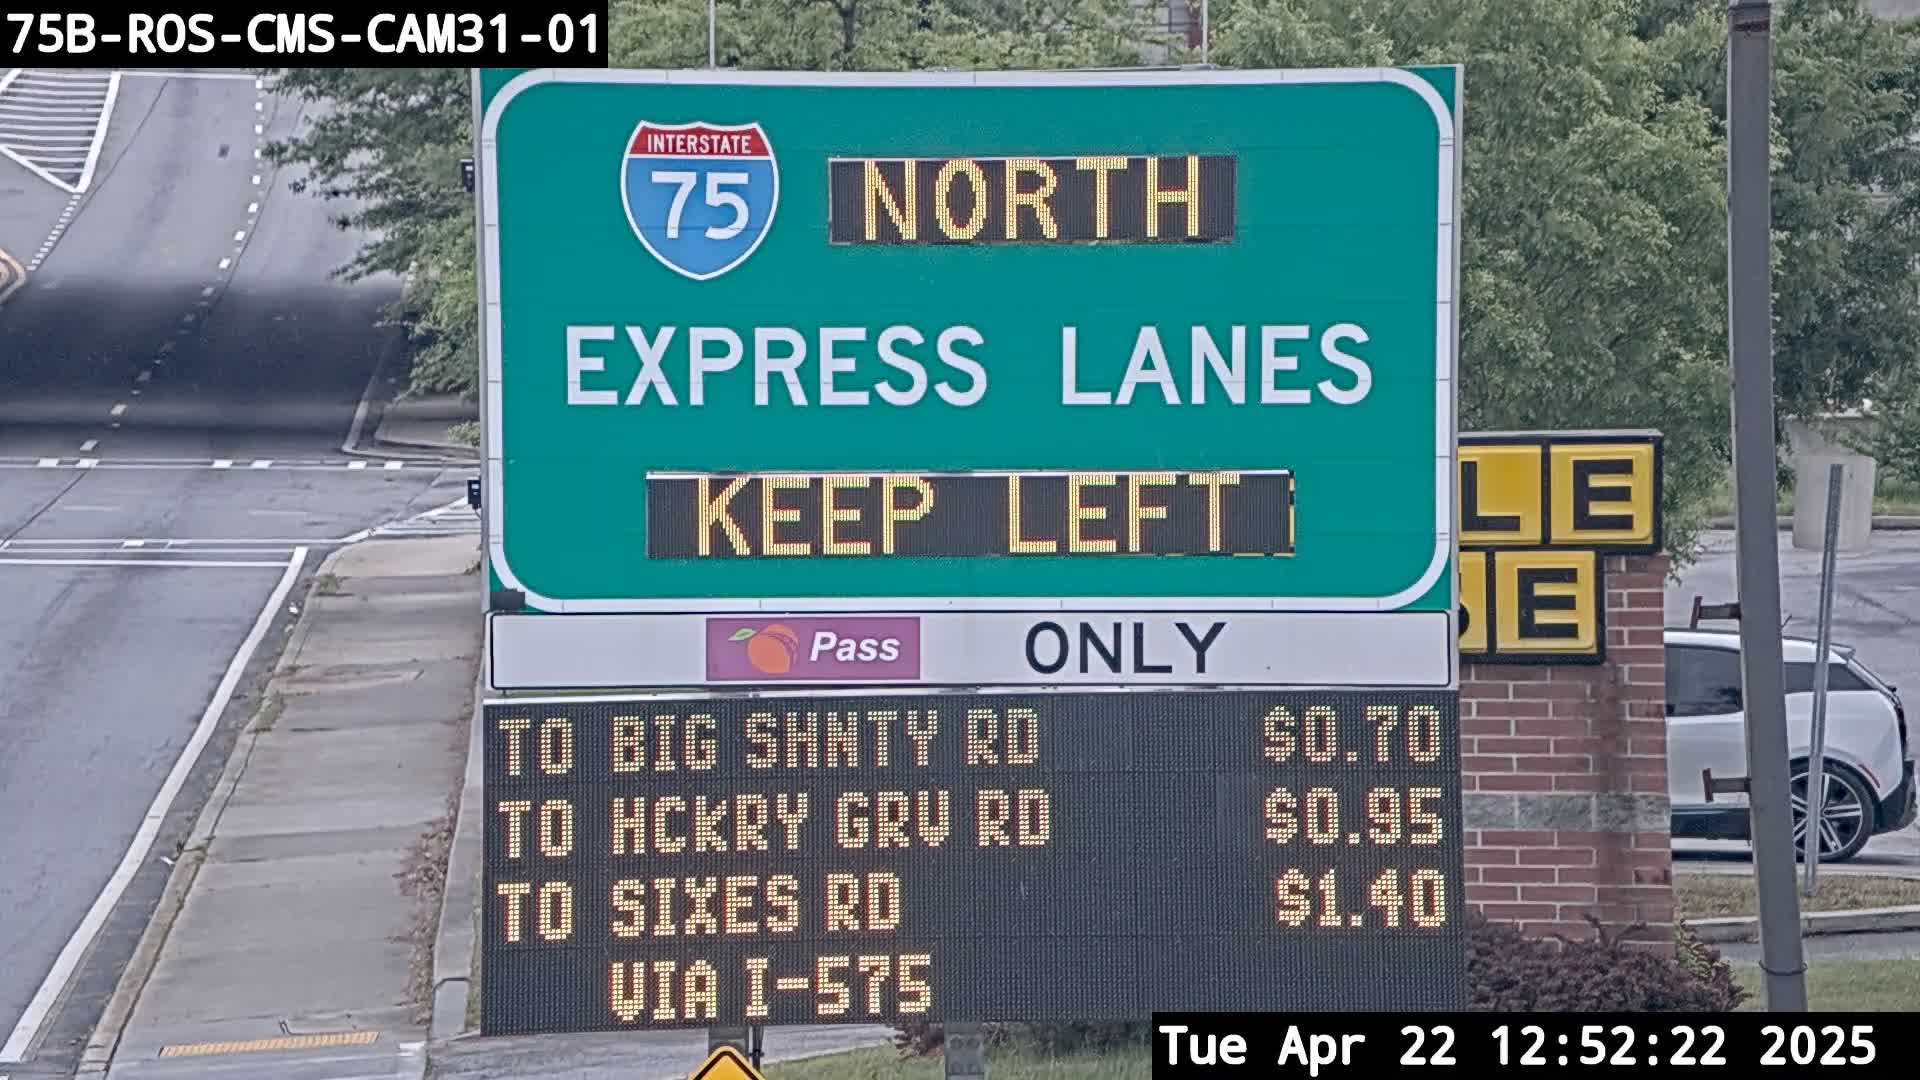 75B-ROS-CMS-CAM31-01
INTERSTATE
75
NORTH
EXPRESS LANES
KEEP LEFT
LE
E
Pass ONLY
TO BIG SHNTY RD $0.70
TO HCKRY GRV RD $0.95
TO SIXES RD $1.40
VIA I-575
Tue Apr 22 12:52:22 2025